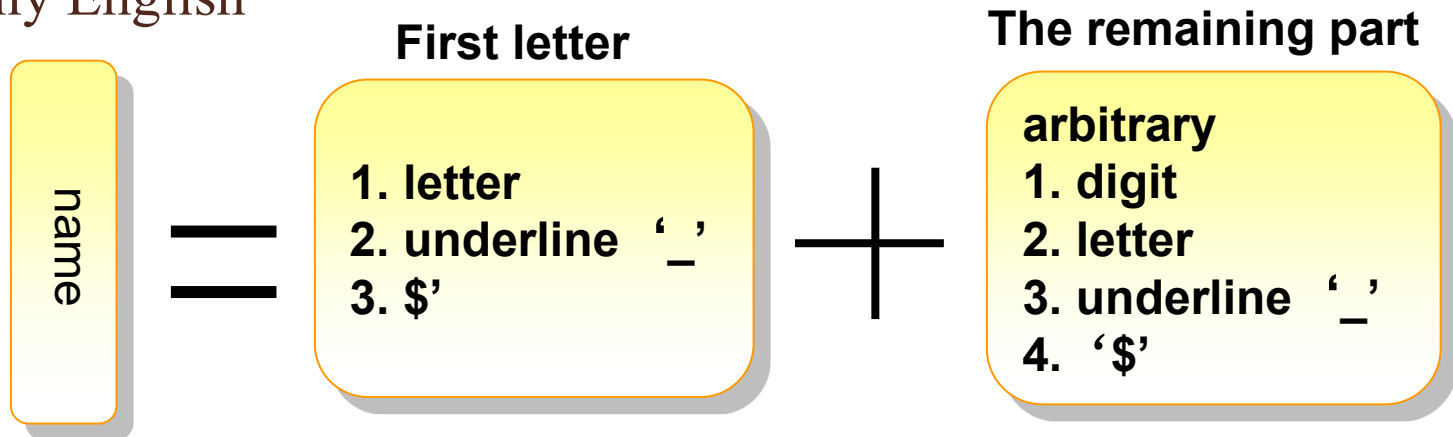 English
First letter
The remaining part
name
=
1. letter
2. underline ‘_’
3. $’
+
arbitrary
1. digit
2. letter
3. underline ‘_’
4. ‘$’